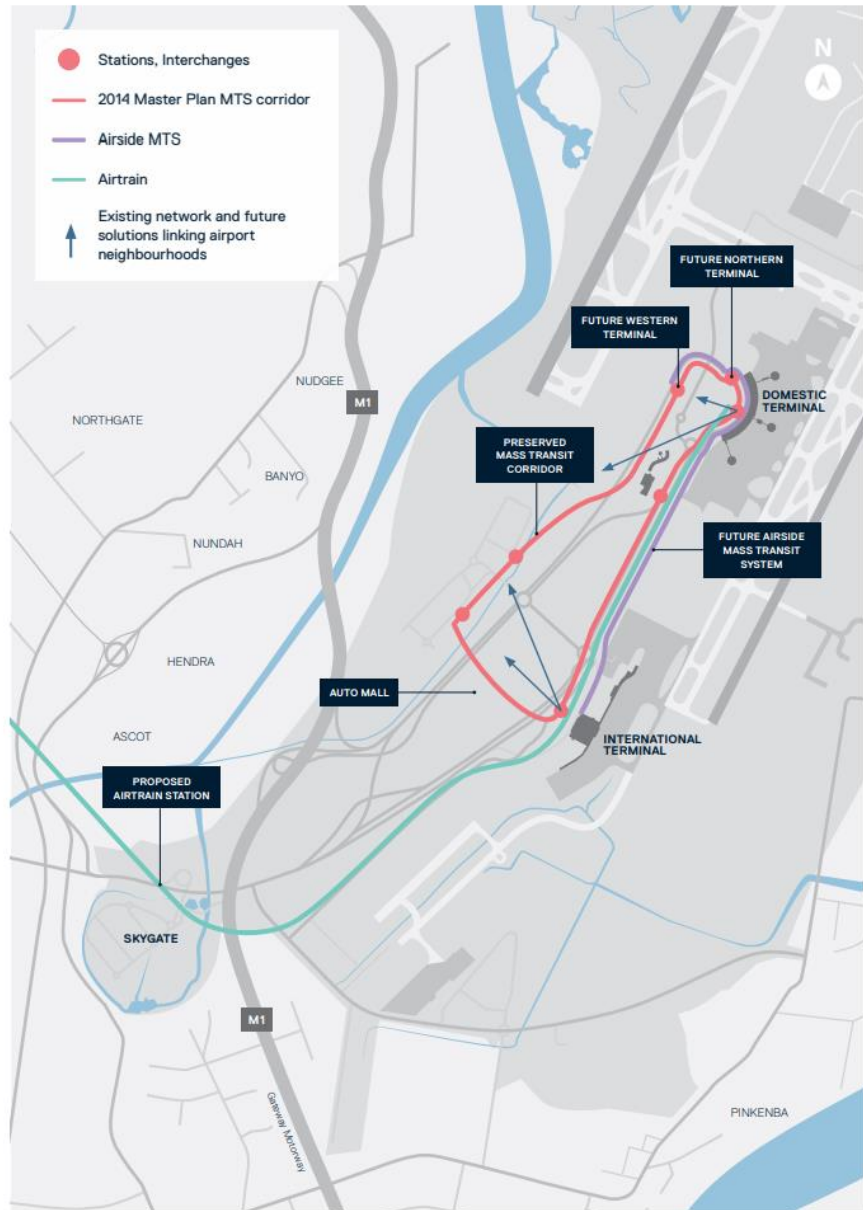 Stations, Interchanges
2014 Master Plan MTS corridor
Airside MTS
Airtrain
Existing network and future
solutions linking airport
neighbourhoods
N
FUTURE NORTHERN
TERMINAL
FUTURE WESTERN
TERMINAL
NUDGEE
M1
DOMESTIC
TERMINAL
NORTHGATE
PRESERVED
MASS TRANSIT
CORRIDOR
BANYO
NUNDAH
FUTURE AIRSIDE
MASS TRANSIT
SYSTEM
HENDRA
AUTO MALL
ASCOT
INTERNATIONAL
TERMINAL
PROPOSED
AIRTRAIN STATION
SKYGATE
M1
Gateway Motorway
PINKENBA